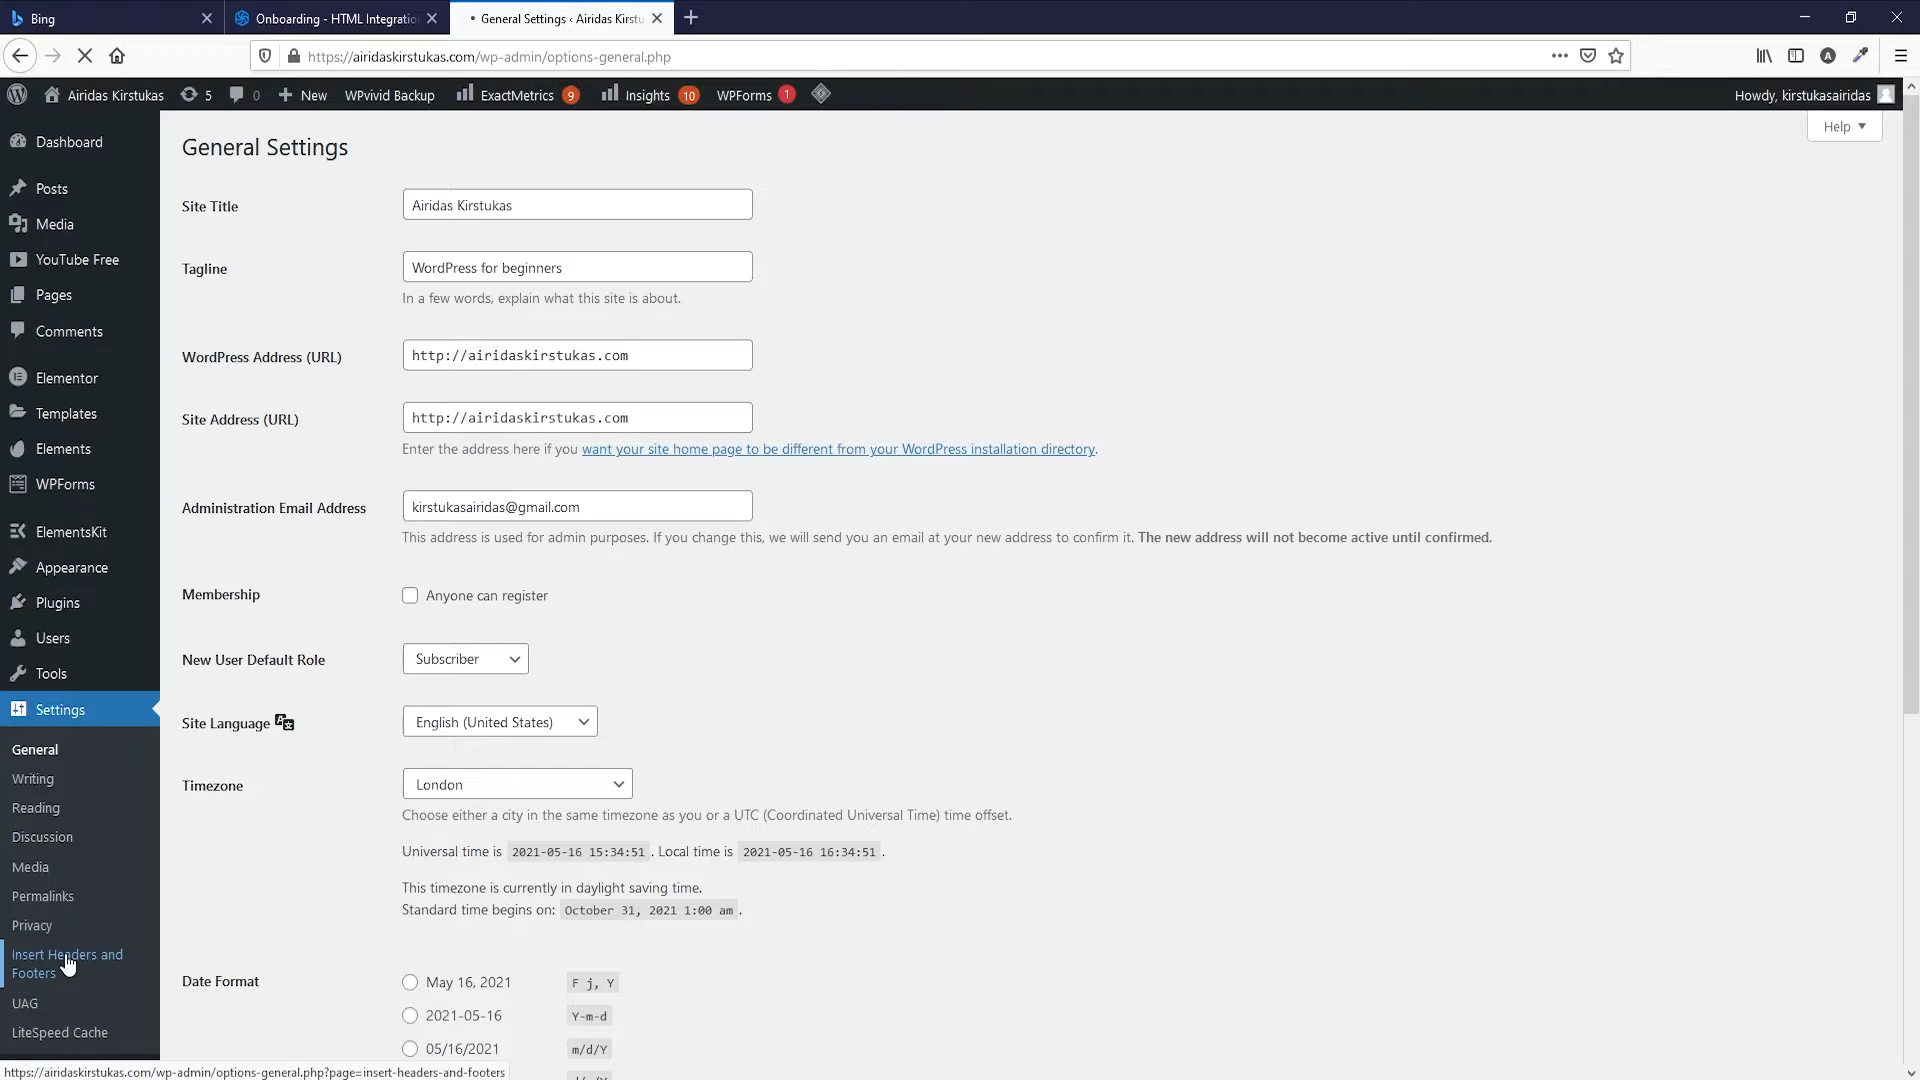 Bing
Onboarding - HTML Integratio
General Settings ‹ Airidas Kirstu
https://airidaskirstukas.com/wp-admin/options-general.php
Airidas Kirstukas
5
0
New
WPvivid Backup
ExactMetrics 9
Insights 10
WPForms 1
Howdy, kirstukasairidas
Help
Dashboard
Posts
Media
YouTube Free
Pages
Comments
Elementor
Templates
Elements
WPForms
ElementsKit
Appearance
Plugins
Users
Tools
Settings
General
Writing
Reading
Discussion
Media
Permalinks
Privacy
Insert Headers and
Footers
UAG
LiteSpeed Cache
General Settings
Site Title
Airidas Kirstukas
Tagline
WordPress for beginners
In a few words, explain what this site is about.
WordPress Address (URL)
http://airidaskirstukas.com
Site Address (URL)
http://airidaskirstukas.com
Enter the address here if you want your site home page to be different from your WordPress installation directory.
Administration Email Address
kirstukasairidas@gmail.com
This address is used for admin purposes. If you change this, we will send you an email at your new address to confirm it. The new address will not become active until confirmed.
Membership
Anyone can register
New User Default Role
Subscriber
Site Language
English (United States)
Timezone
London
Choose either a city in the same timezone as you or a UTC (Coordinated Universal Time) time offset.
Universal time is 2021-05-16 15:34:51 . Local time is 2021-05-16 16:34:51 .
This timezone is currently in daylight saving time.
Standard time begins on: October 31, 2021 1:00 am .
Date Format
May 16, 2021 F j, Y
2021-05-16 Y-m-d
05/16/2021 m/d/Y
https://airidaskirstukas.com/wp-admin/options-general.php?page=insert-headers-and-footers